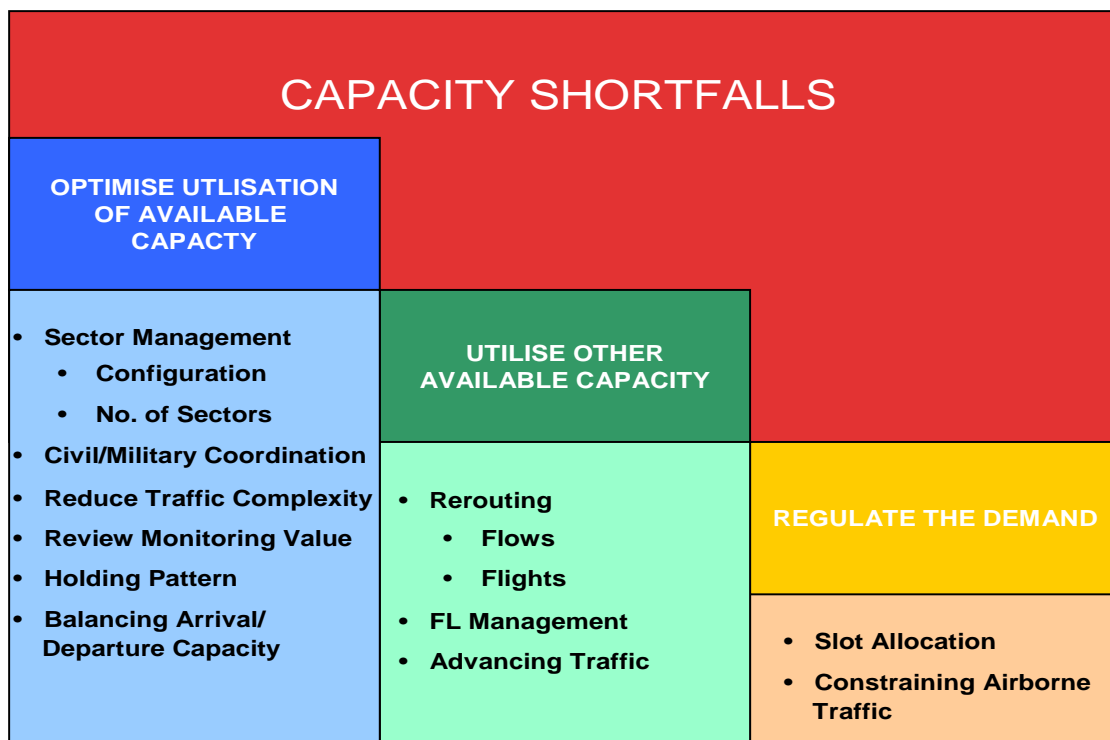 CAPACITY SHORTFALLS
OPTIMISE UTLISATION
OF AVAILABLE
CAPACTY
• Sector Management
• Configuration
• No. of Sectors
• Civil/Military Coordination
• Reduce Traffic Complexity
• Review Monitoring Value
• Holding Pattern
• Balancing Arrival/
Departure Capacity
UTILISE OTHER
AVAILABLE CAPACITY
• Rerouting
• Flows
• Flights
• FL Management
• Advancing Traffic
REGULATE THE DEMAND
• Slot Allocation
• Constraining Airborne
Traffic